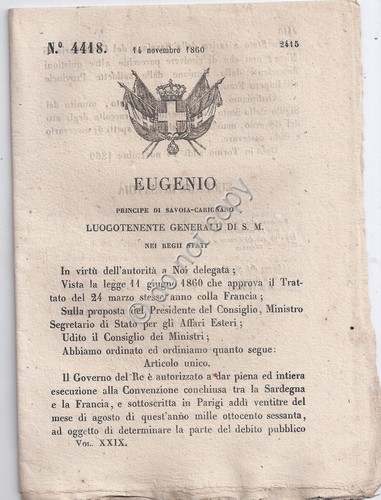 N.º 4418. 14 novembre 1860 2415
EUGENIO
PRINCIPE DI SAVOIA-CARIGNANO
LUOGOTENENTE GENERALE DI S. M.
NEI REGII STATI
In virtù dell'autorità a Noi delegata;
Vista la legge 11 giugno 1860 che approva il Trat-
tato del 24 marzo stesso anno colla Francia;
Sulla proposta del Presidente del Consiglio, Ministro
Segretario di Stato per gli Affari Esteri;
Udito il Consiglio dei Ministri;
Abbiamo ordinato ed ordiniamo quanto segue:
Articolo unico.
Il Governo del Re è autorizzato a dar piena ed intiera
esecuzione alla Convenzione conchiusa tra la Sardegna
e la Francia, e sottoscritta in Parigi addì ventitre del
mese di agosto di quest'anno mille ottocento sessanta,
ad oggetto di determinare la parte del debito pubblico
VOL. XXIX.
do not copy